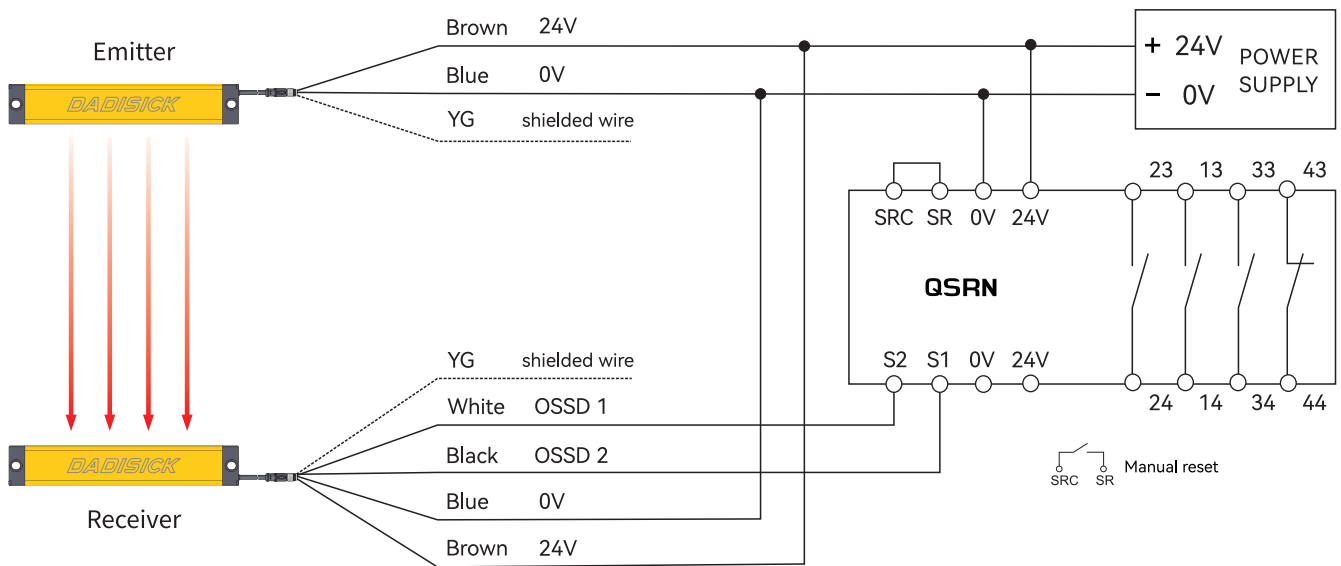 Emitter
DADISICK
Brown 24V
Blue 0V
YG shielded wire
+ 24V
- 0V
POWER
SUPPLY
23 13 33 43
SRC SR 0V 24V
QSRN
S2 S1 0V 24V
24 14 34 44
SRC SR Manual reset
YG shielded wire
White OSSD 1
Black OSSD 2
Blue 0V
Brown 24V
DADISICK
Receiver